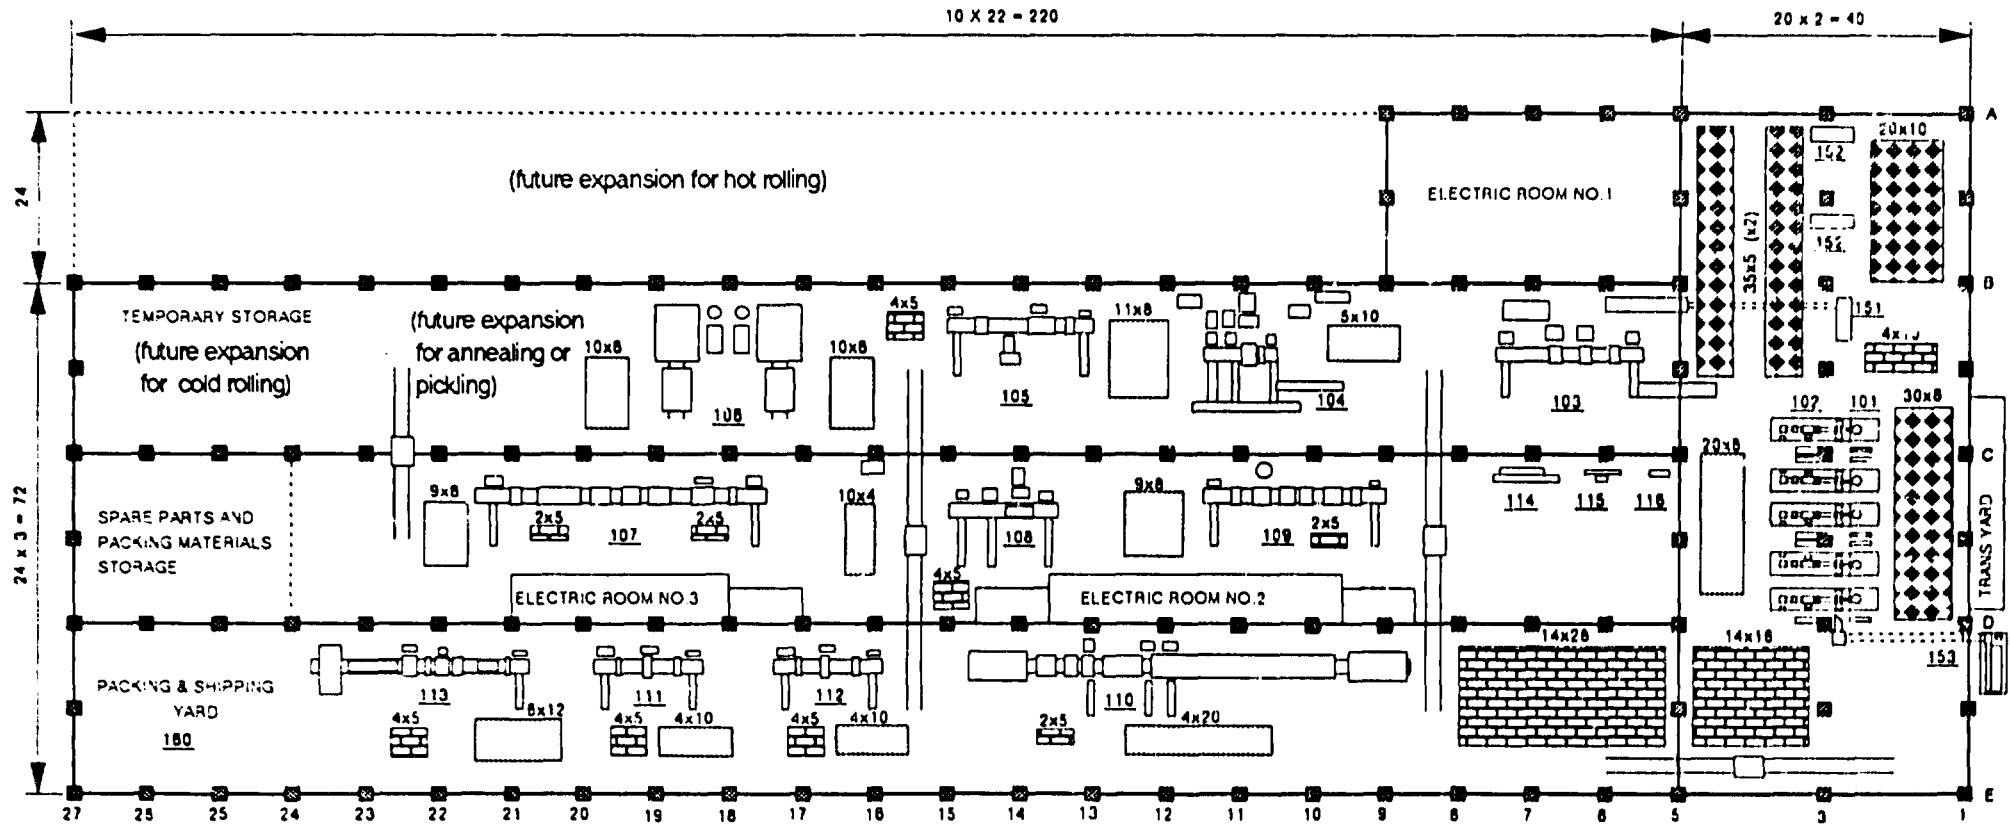 10 X 22 = 220
20 x 2 = 40
A
20x10
152
24
(future expansion for hot rolling)
ELECTRIC ROOM NO.1
35x5 (x2)
152
B
TEMPORARY STORAGE
(future expansion
for cold rolling)
(future expansion
for annealing or
pickling)
4x5
11x8
5x10
151
10x6
10x6
106
105
104
103
30x8
102
101
C
20x8
24 x 3 = 72
SPARE PARTS AND
PACKING MATERIALS
STORAGE
9x8
2x5
107
2x5
10x4
108
9x8
109
2x5
114
115
116
TRANS YARD
4x5
ELECTRIC ROOM NO.3
ELECTRIC ROOM NO.2
D
14x28
14x16
153
PACKING & SHIPPING
YARD
160
113
111
112
110
4x5
6x12
4x5
4x10
4x5
4x10
2x5
4x20
E
27
25
24
23
22
21
20
19
18
17
16
15
14
13
12
11
10
9
8
7
6
5
3
1